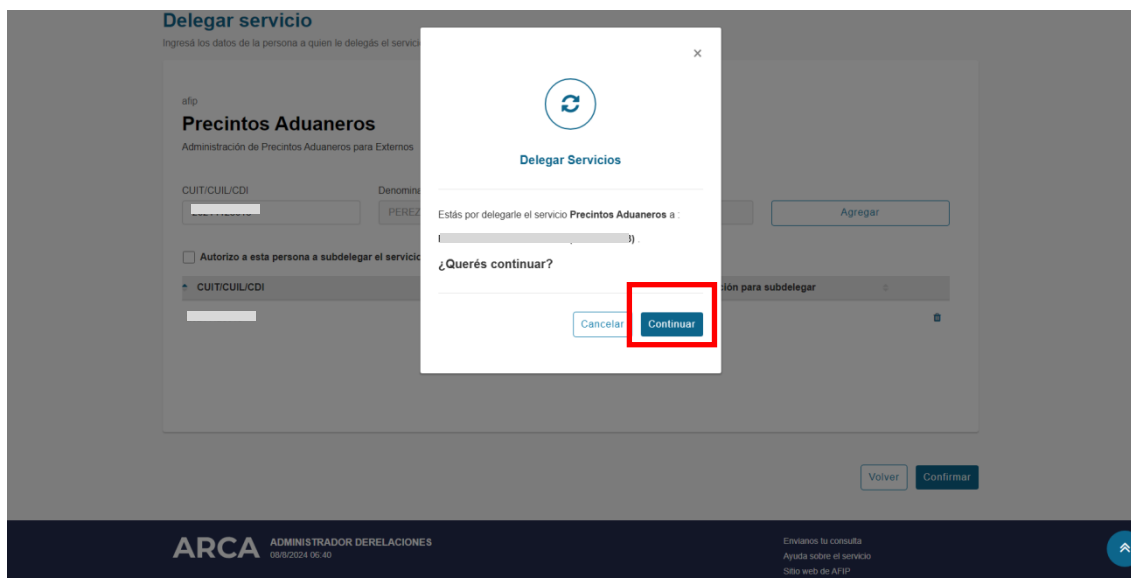 Delegar servicio
Ingresá los datos de la persona a quien le delegás el servici
×
afip
Precintos Aduaneros
Administración de Precintos Aduaneros para Externos
Delegar Servicios
CUIT/CUIL/CDI Denomina
PEREZ
Agregar
Estás por delegarle el servicio Precintos Aduaneros a :
) .
Autorizo a esta persona a subdelegar el servicio
¿Querés continuar?
CUIT/CUIL/CDI ción para subdelegar
Cancelar Continuar
Volver Confirmar
ARCA ADMINISTRADOR DERELACIONES
08/8/2024 06:40
Envianos tu consulta
Ayuda sobre el servicio
Sitio web de AFIP